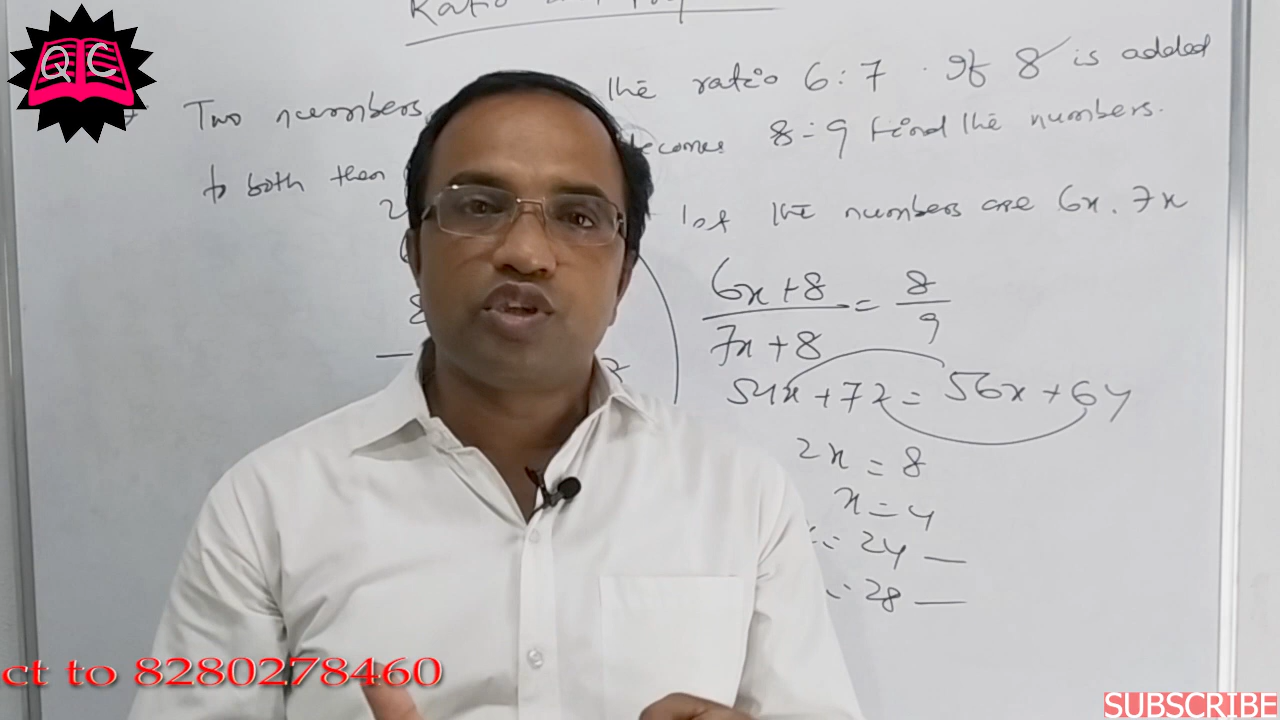 QC
Ratio
Two numbers the ratio 6:7. If 8 is added
to both then becomes 8:9 Find the numbers.
let the numbers are 6x, 7x
6x+8 = 8
7x+8 9
54x+72 = 56x+64
2x = 8
x = 4
= 24
= 28
ct to 8280278460
SUBSCRIBE